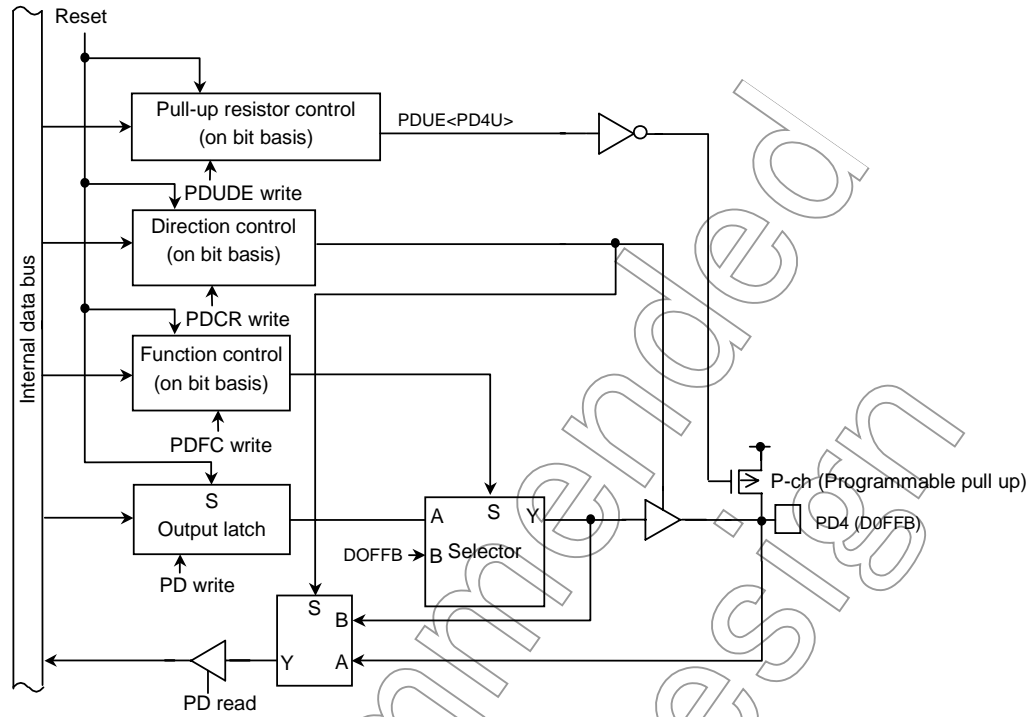 Reset
Internal data bus
Pull-up resistor control
(on bit basis)
PDUE<PD4U>
PDUDE write
Direction control
(on bit basis)
PDCR write
Function control
(on bit basis)
PDFC write
S
Output latch
PD write
A
S
Y
DOFFB
B
Selector
P-ch (Programmable pull up)
PD4 (D0FFB)
S
B
Y
A
PD read
mmended
esign